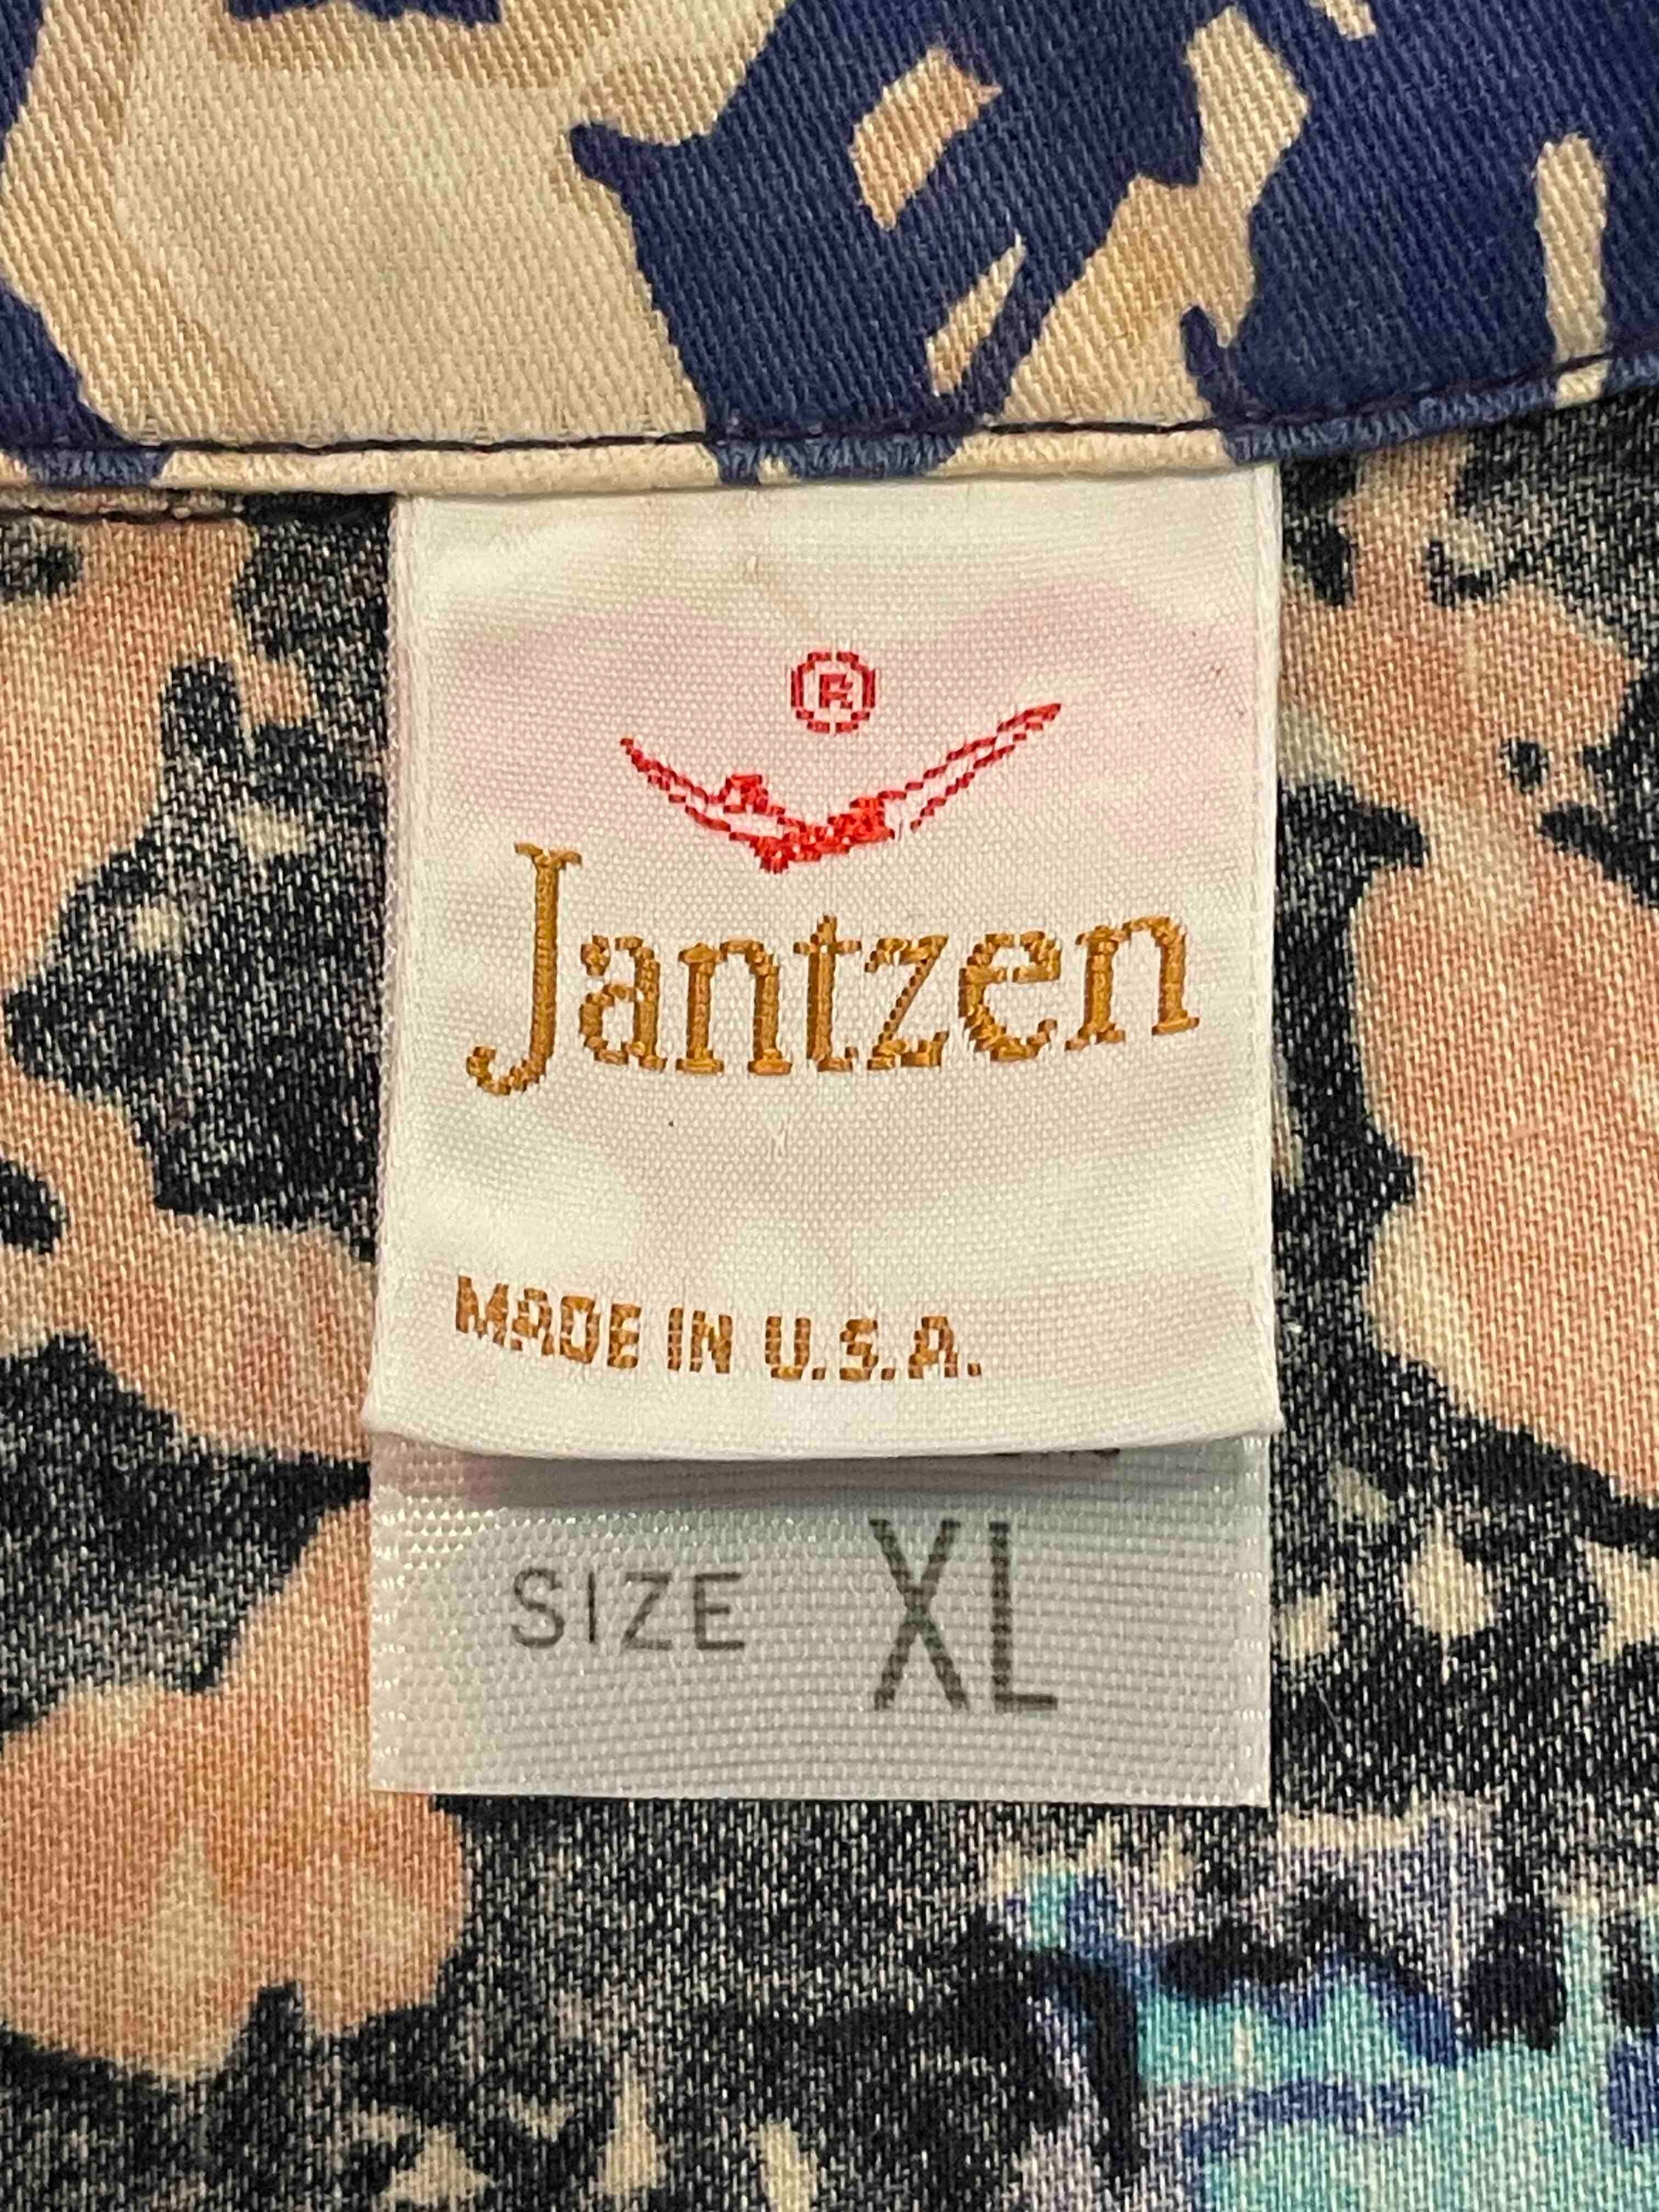 ®
Jantzen
MADE IN U.S.A.
SIZE XL